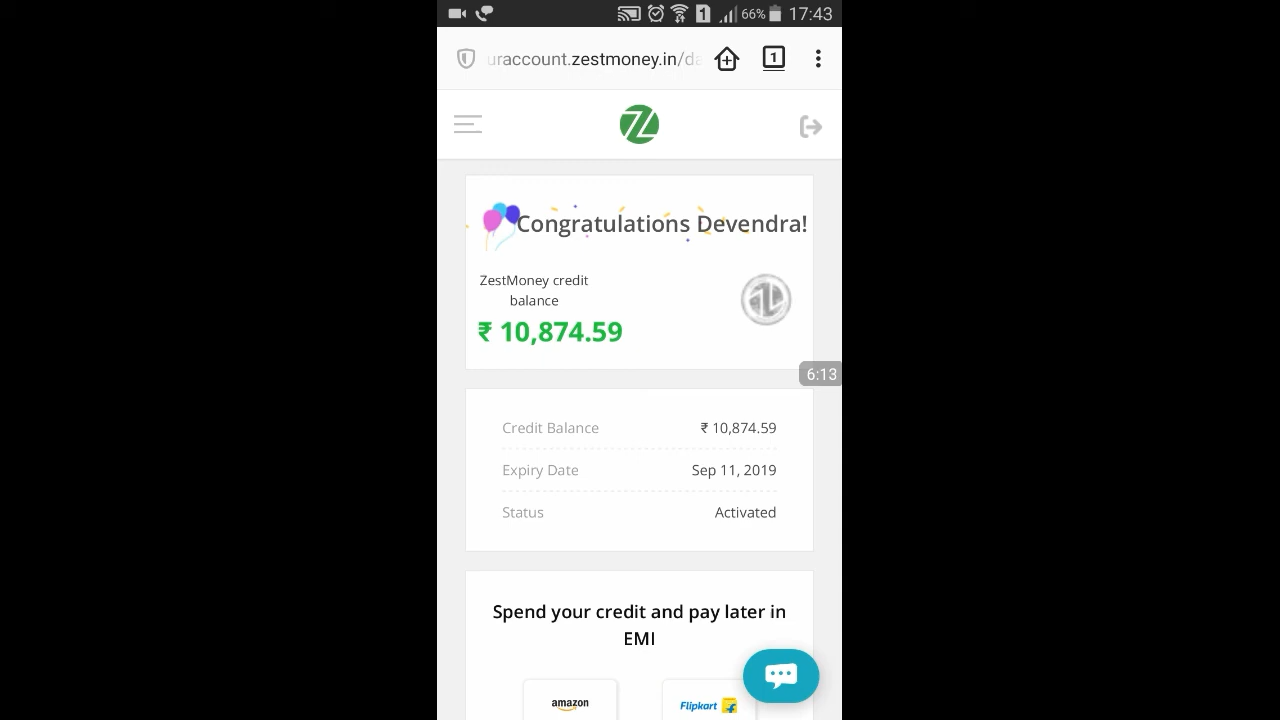 1
66%
17:43
uraccount.zestmoney.in/da
1
Congratulations Devendra!
ZestMoney credit
balance
₹ 10,874.59
6:13
Credit Balance
₹ 10,874.59
Expiry Date
Sep 11, 2019
Status
Activated
Spend your credit and pay later in
EMI
amazon
Flipkart